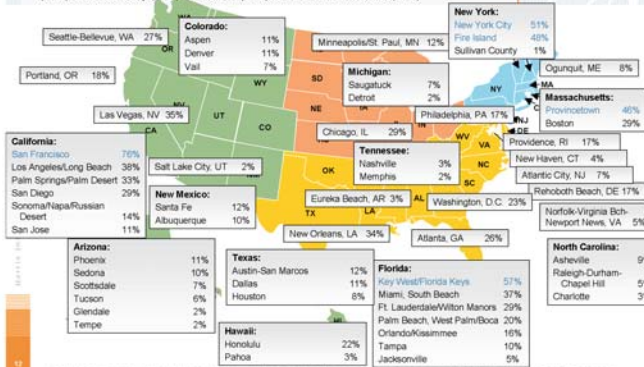 Seattle-Bellevue, WA 27%
Portland, OR 18%
Las Vegas, NV 35%
Colorado:
Aspen 11%
Denver 11%
Vail 7%
Minneapolis/St. Paul, MN 12%
Michigan:
Saugatuck 7%
Detroit 2%
Chicago, IL 29%
New York:
New York City 51%
Fire Island 48%
Sullivan County 1%
Ogunquit, ME 8%
Massachusetts:
Provincetown 46%
Boston 29%
Philadelphia, PA 17%
Providence, RI 17%
New Haven, CT 4%
Atlantic City, NJ 7%
Rehoboth Beach, DE 17%
Washington, D.C. 23%
Norfolk-Virginia Bch-
Newport News, VA 5%
North Carolina:
Asheville 9
Raleigh-Durham-
Chapel Hill 5
Charlotte 3
California:
San Francisco 76%
Los Angeles/Long Beach 38%
Palm Springs/Palm Desert 33%
San Diego 29%
Sonoma/Napa/Russian
Desert 14%
San Jose 11%
Salt Lake City, UT 2%
New Mexico:
Santa Fe 12%
Albuquerque 10%
Tennessee:
Nashville 3%
Memphis 2%
Eureka Beach, AR 3%
New Orleans, LA 34%
Atlanta, GA 26%
Arizona:
Phoenix 11%
Sedona 10%
Scottsdale 7%
Tucson 6%
Glendale 2%
Tempe 2%
Texas:
Austin-San Marcos 12%
Dallas 11%
Houston 8%
Hawaii:
Honolulu 22%
Pahoa 3%
Florida:
Key West/Florida Keys 57%
Miami, South Beach 37%
Ft. Lauderdale/Wilton Manors 29%
Palm Beach, West Palm/Boca 20%
Orlando/Kissimmee 16%
Tampa 10%
Jacksonville 5%
OR
WY
UT
CO
CA
SD
NE
OK
TX
LA
AL
SC
NC
VA
WV
NY
MA
NJ
DE
HI
12